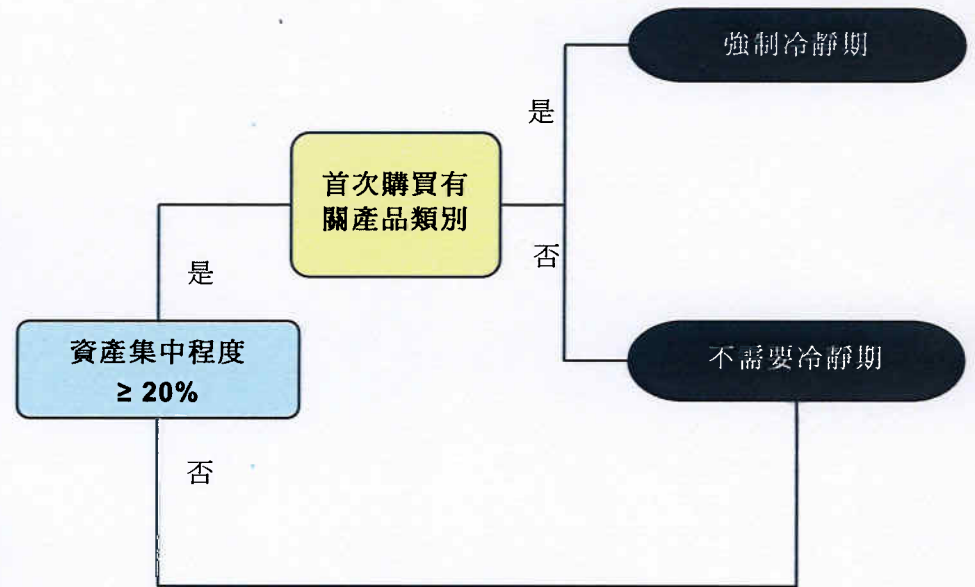 強制冷靜期
是
首次購買有
關產品類別
否
是
資產集中程度
≥ 20%
不需要冷靜期
否